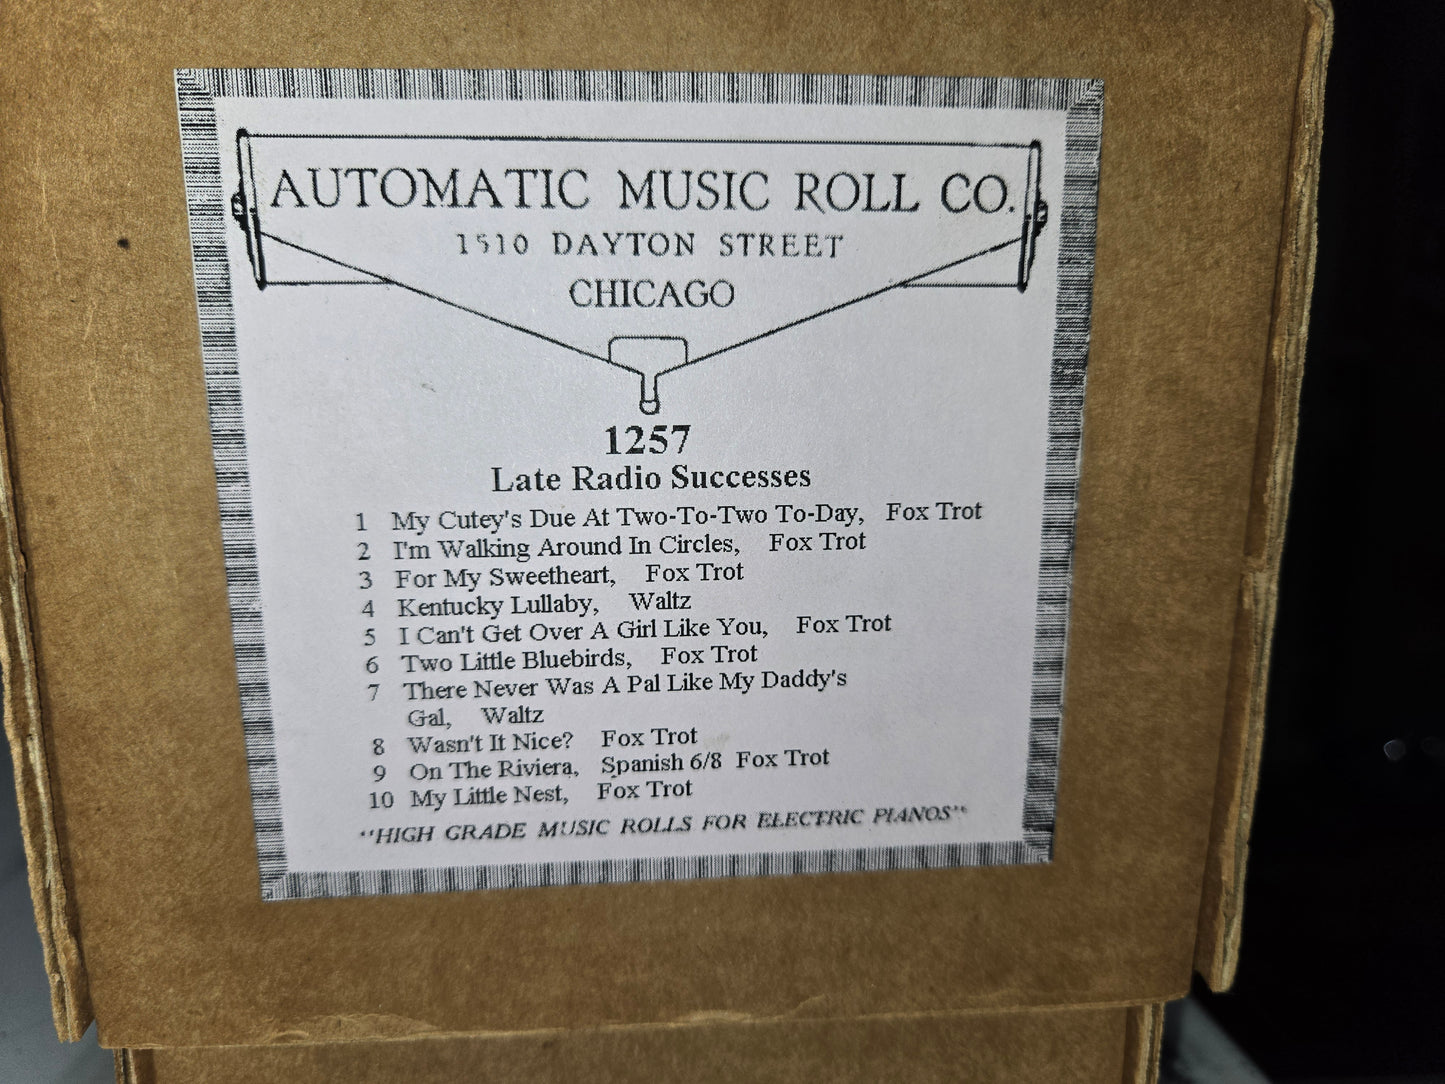 AUTOMATIC MUSIC ROLL CO.
1510 DAYTON STREET
CHICAGO
1257
Late Radio Successes
1 My Cutey's Due At Two-To-Two To-Day, Fox Trot
2 I'm Walking Around In Circles, Fox Trot
3 For My Sweetheart, Fox Trot
4 Kentucky Lullaby, Waltz
5 I Can't Get Over A Girl Like You, Fox Trot
6 Two Little Bluebirds, Fox Trot
7 There Never Was A Pal Like My Daddy's
Gal, Waltz
8 Wasn't It Nice? Fox Trot
9 On The Riviera, Spanish 6/8 Fox Trot
10 My Little Nest, Fox Trot
"HIGH GRADE MUSIC ROLLS FOR ELECTRIC PIANOS"